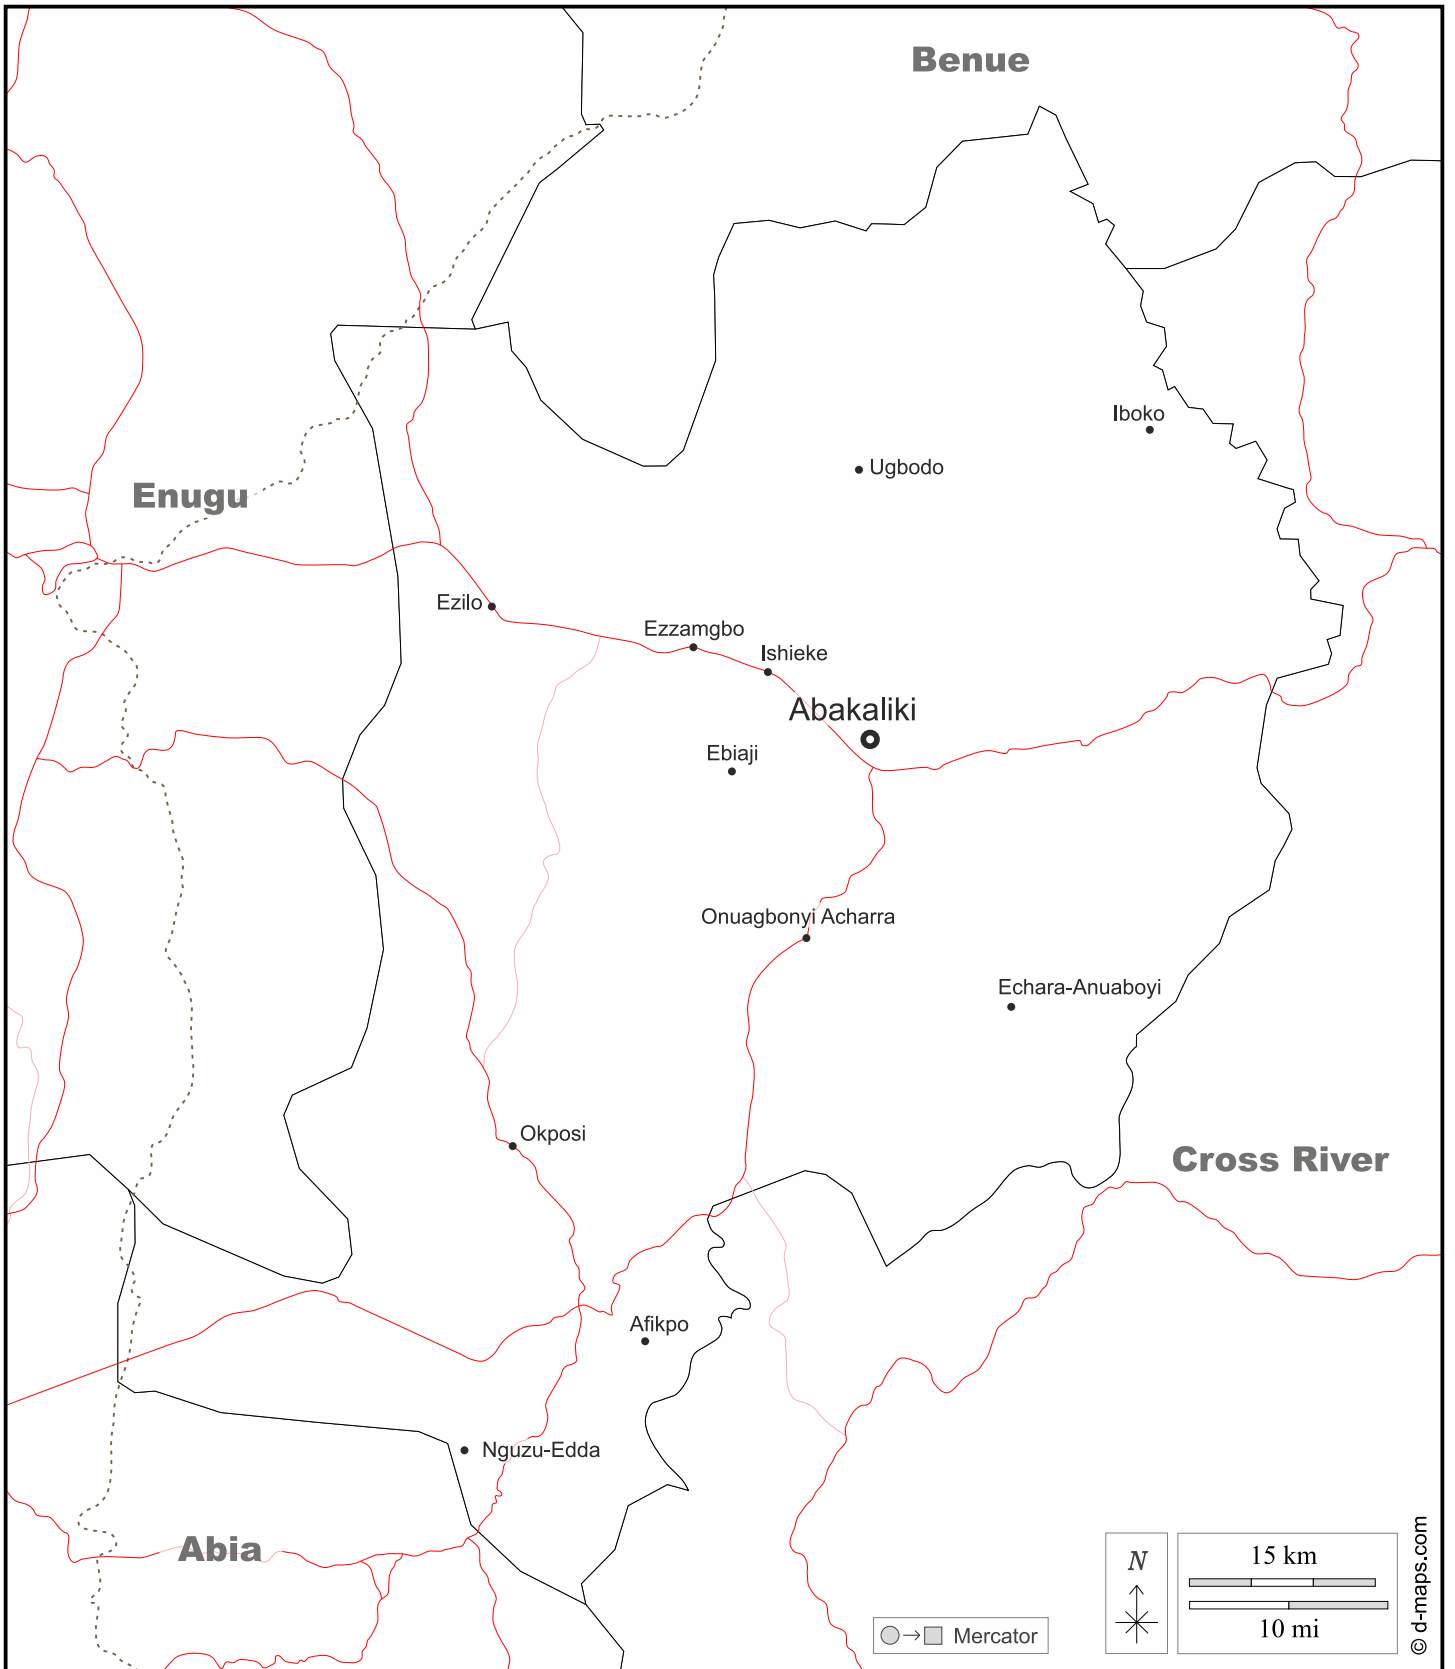 Benue
Iboko
Ugbodo
Enugu
Ezilo
Ezzamgbo
Ishieke
Abakaliki
Ebiaji
Onuagbonyi Acharra
Echara-Anuaboyi
Okposi
Cross River
Afikpo
Nguzu-Edda
Abia
N
15 km
10 mi
Mercator
© d-maps.com